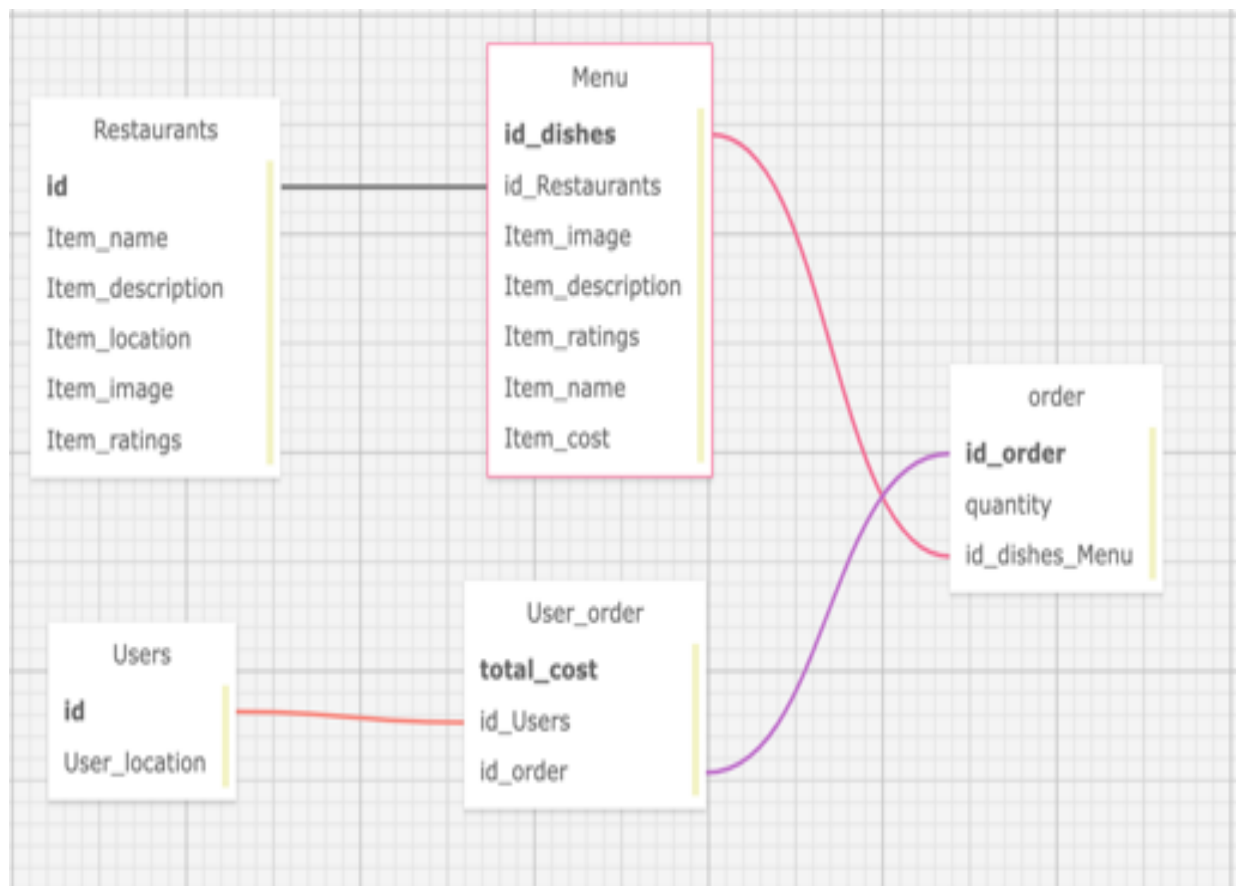 Restaurants
id
Item_name
Item_description
Item_location
Item_image
Item_ratings
Menu
id_dishes
id_Restaurants
Item_image
Item_description
Item_ratings
Item_name
Item_cost
order
id_order
quantity
id_dishes_Menu
Users
id
User_location
User_order
total_cost
id_Users
id_order